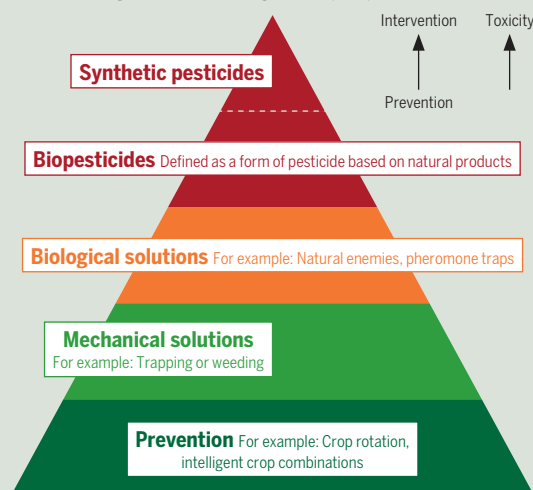 Intervention Toxicity
Prevention
Synthetic pesticides
Biopesticides Defined as a form of pesticide based on natural products
Biological solutions For example: Natural enemies, pheromone traps
Mechanical solutions
For example: Trapping or weeding
Prevention For example: Crop rotation,
intelligent crop combinations